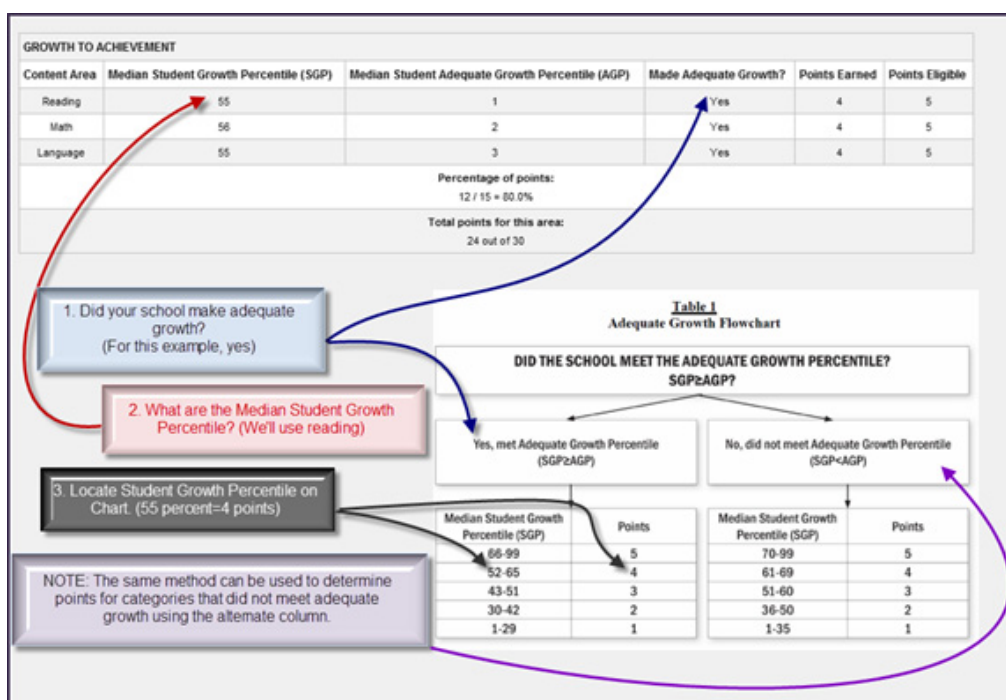 GROWTH TO ACHIEVEMENT
Content Area Median Student Growth Percentile (SGP) Median Student Adequate Growth Percentile (AGP) Made Adequate Growth? Points Earned Points Eligible
Reading 55 1 Yes 4 5
Math 56 2 Yes 4 5
Language 55 3 Yes 4 5
Percentage of points:
12 / 15 = 80.0%
Total points for this area:
24 out of 30
1. Did your school make adequate
growth?
(For this example, yes)
2. What are the Median Student Growth
Percentile? (We'll use reading)
3. Locate Student Growth Percentile on
Chart. (55 percent=4 points)
NOTE: The same method can be used to determine
points for categories that did not meet adequate
growth using the alternate column.
Table 1
Adequate Growth Flowchart
DID THE SCHOOL MEET THE ADEQUATE GROWTH PERCENTILE?
SGP≥AGP?
Yes, met Adequate Growth Percentile
(SGP≥AGP)
No, did not meet Adequate Growth Percentile
(SGP<AGP)
Median Student Growth
Percentile (SGP) Points
66-99 5
52-65 4
43-51 3
30-42 2
1-29 1
Median Student Growth
Percentile (SGP) Points
70-99 5
61-69 4
51-60 3
36-50 2
1-35 1